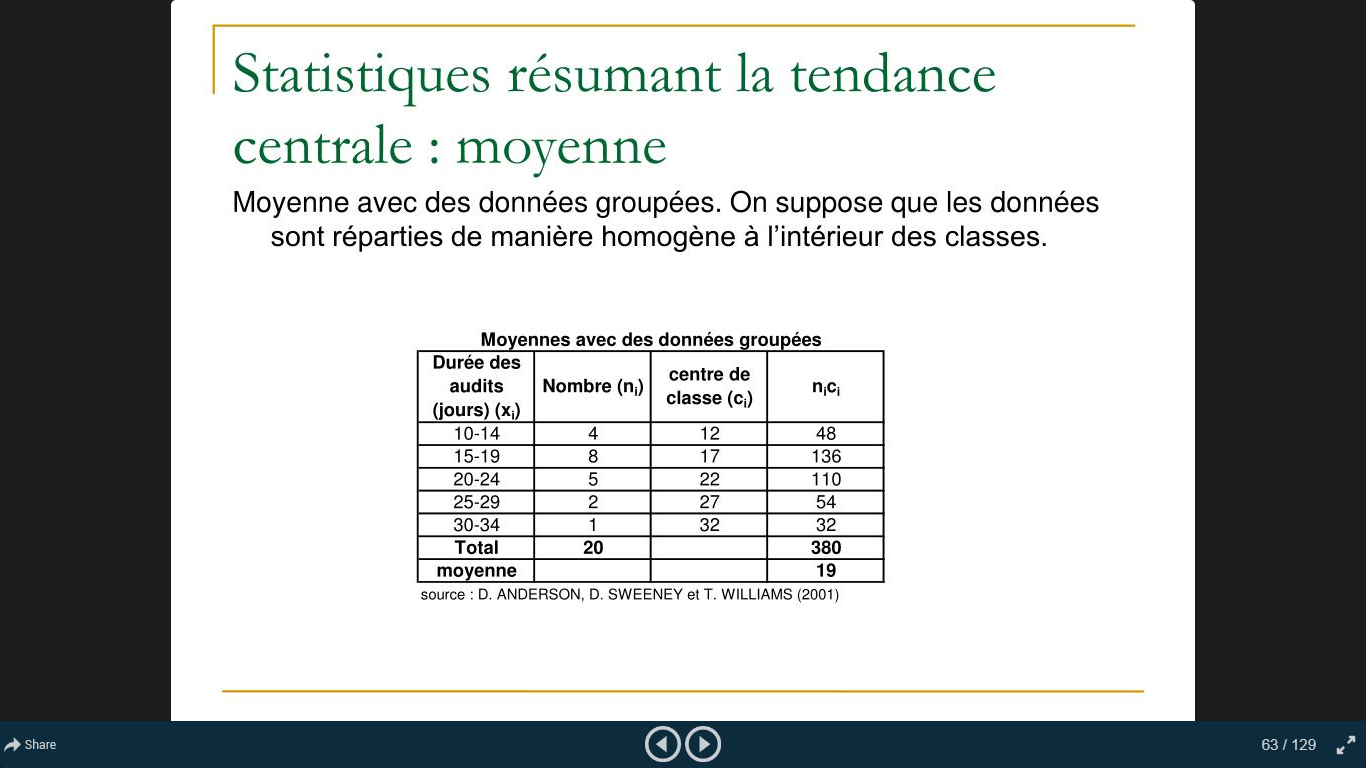 Statistiques résumant la tendance
centrale : moyenne
Moyenne avec des données groupées. On suppose que les données
sont réparties de manière homogène à l’intérieur des classes.
Moyennes avec des données groupées
Durée des audits (jours) (xi) Nombre (ni) centre de classe (ci) nici
10-14 4 12 48
15-19 8 17 136
20-24 5 22 110
25-29 2 27 54
30-34 1 32 32
Total 20 380
moyenne 19
source : D. ANDERSON, D. SWEENEY et T. WILLIAMS (2001)
Share 63 / 129